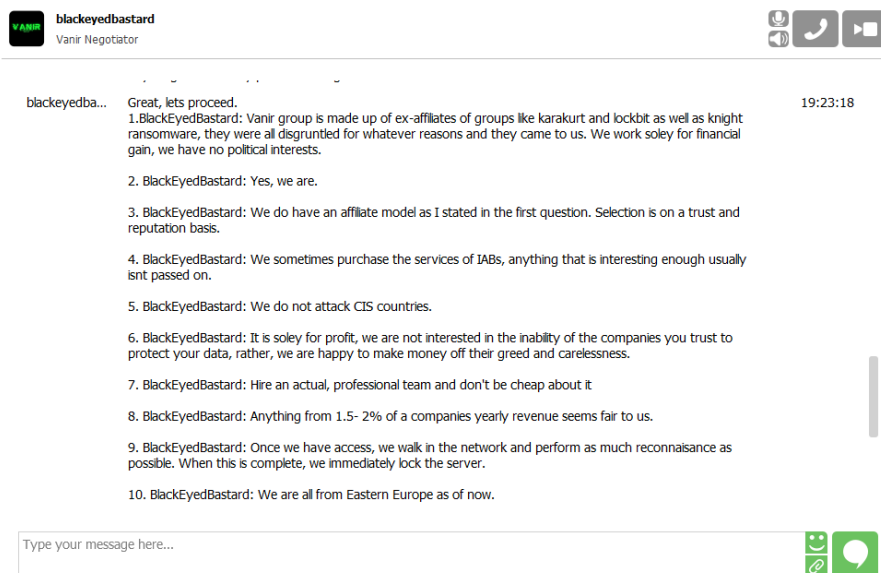 VANIR
blackeyedbastard
Vanir Negotiator
blackeyedba...
Great, lets proceed.
19:23:18
1.BlackEyedBastard: Vanir group is made up of ex-affiliates of groups like karakurt and lockbit as well as knight
ransomware, they were all disgruntled for whatever reasons and they came to us. We work soley for financial
gain, we have no political interests.
2. BlackEyedBastard: Yes, we are.
3. BlackEyedBastard: We do have an affiliate model as I stated in the first question. Selection is on a trust and
reputation basis.
4. BlackEyedBastard: We sometimes purchase the services of IABs, anything that is interesting enough usually
isnt passed on.
5. BlackEyedBastard: We do not attack CIS countries.
6. BlackEyedBastard: It is soley for profit, we are not interested in the inability of the companies you trust to
protect your data, rather, we are happy to make money off their greed and carelessness.
7. BlackEyedBastard: Hire an actual, professional team and don't be cheap about it
8. BlackEyedBastard: Anything from 1.5- 2% of a companies yearly revenue seems fair to us.
9. BlackEyedBastard: Once we have access, we walk in the network and perform as much reconnaisance as
possible. When this is complete, we immediately lock the server.
10. BlackEyedBastard: We are all from Eastern Europe as of now.
Type your message here...